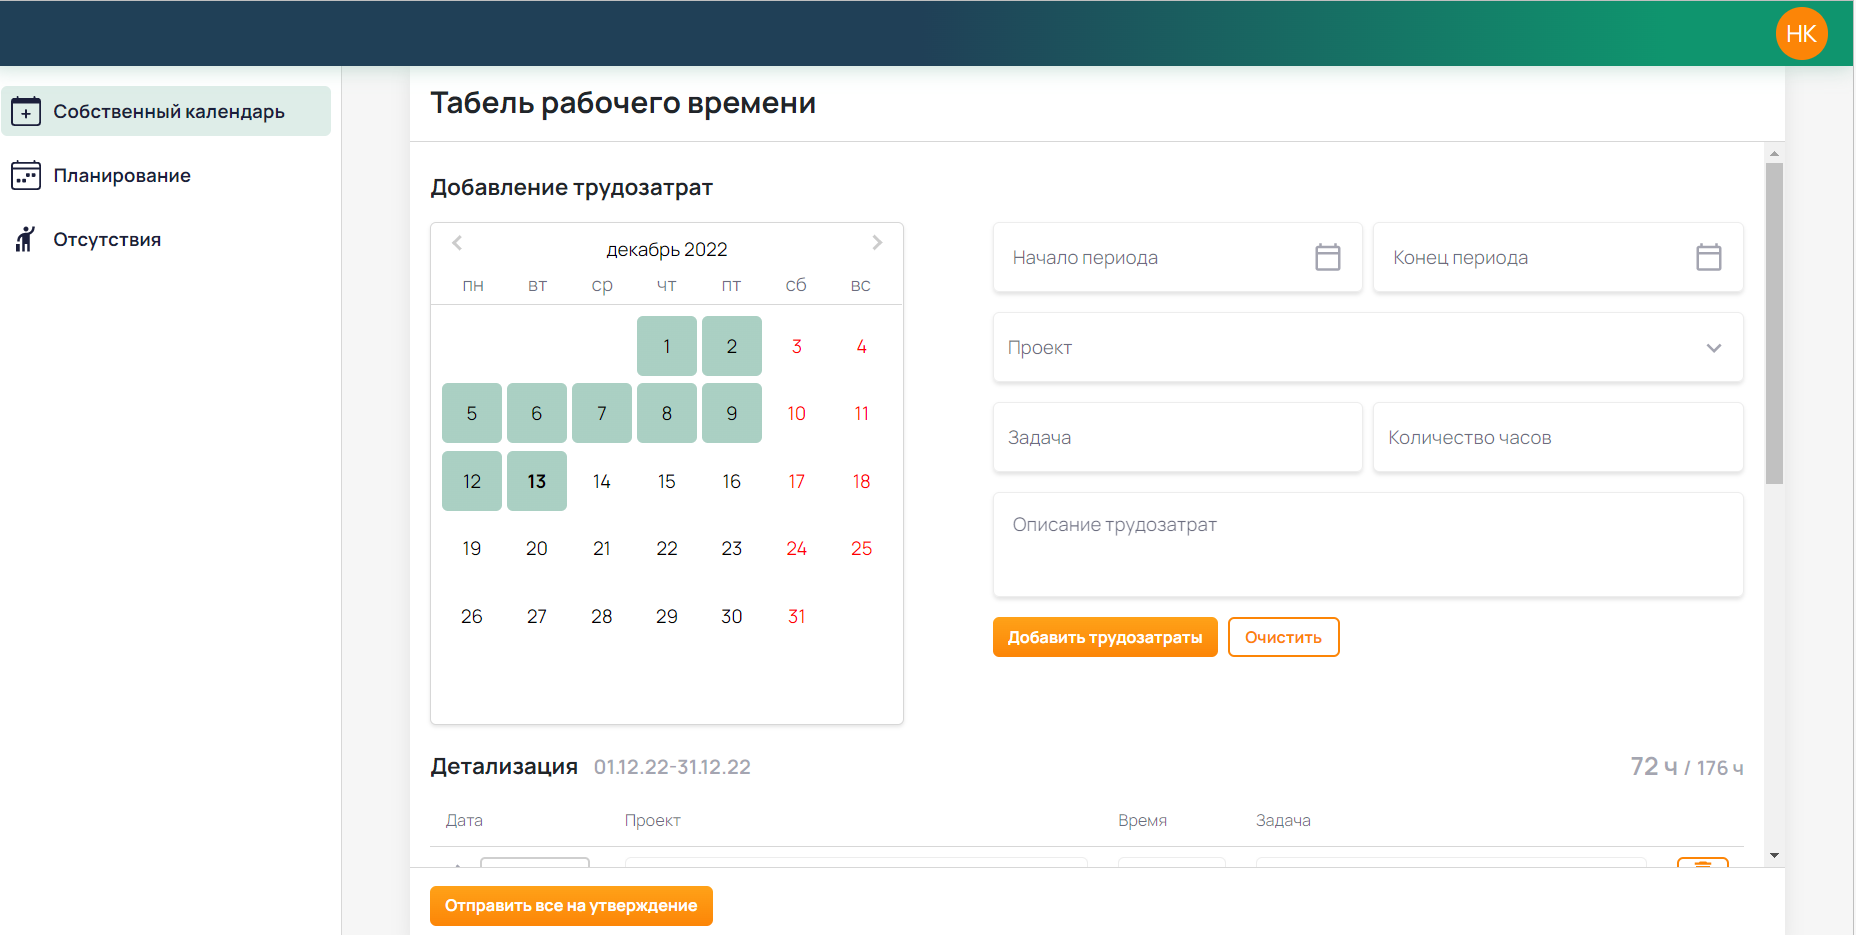 НК
Собственный календарь
Планирование
Отсутствия
Табель рабочего времени
Добавление трудозатрат
декабрь 2022
пн вт ср чт пт сб вс
1 2 3 4
5 6 7 8 9 10 11
12 13 14 15 16 17 18
19 20 21 22 23 24 25
26 27 28 29 30 31
Начало периода Конец периода
Проект
Задача Количество часов
Описание трудозатрат
Добавить трудозатраты Очистить
Детализация 01.12.22-31.12.22 72 ч / 176 ч
Дата Проект Время Задача
Отправить все на утверждение